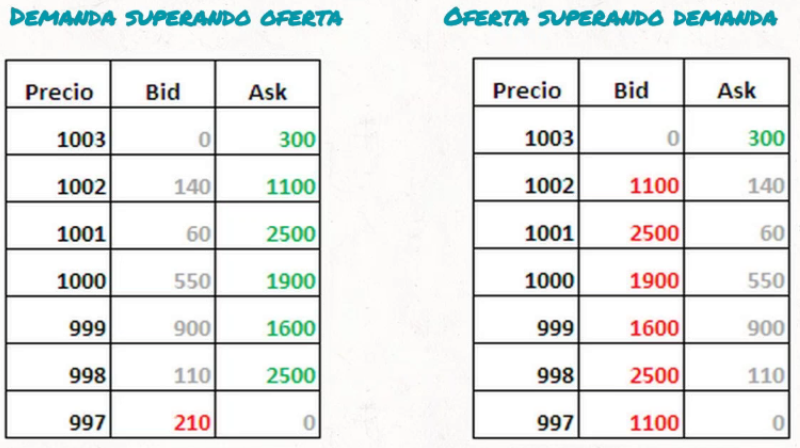 Demanda superando oferta
Precio Bid Ask
1003 0 300
1002 140 1100
1001 60 2500
1000 550 1900
999 900 1600
998 110 2500
997 210 0
Oferta superando demanda
Precio Bid Ask
1003 0 300
1002 1100 140
1001 2500 60
1000 1900 550
999 1600 900
998 2500 110
997 1100 0